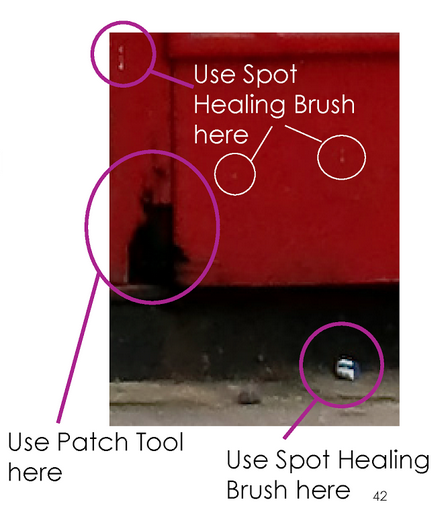 Use Spot
Healing Brush
here
Use Patch Tool
here
Use Spot Healing
Brush here
42